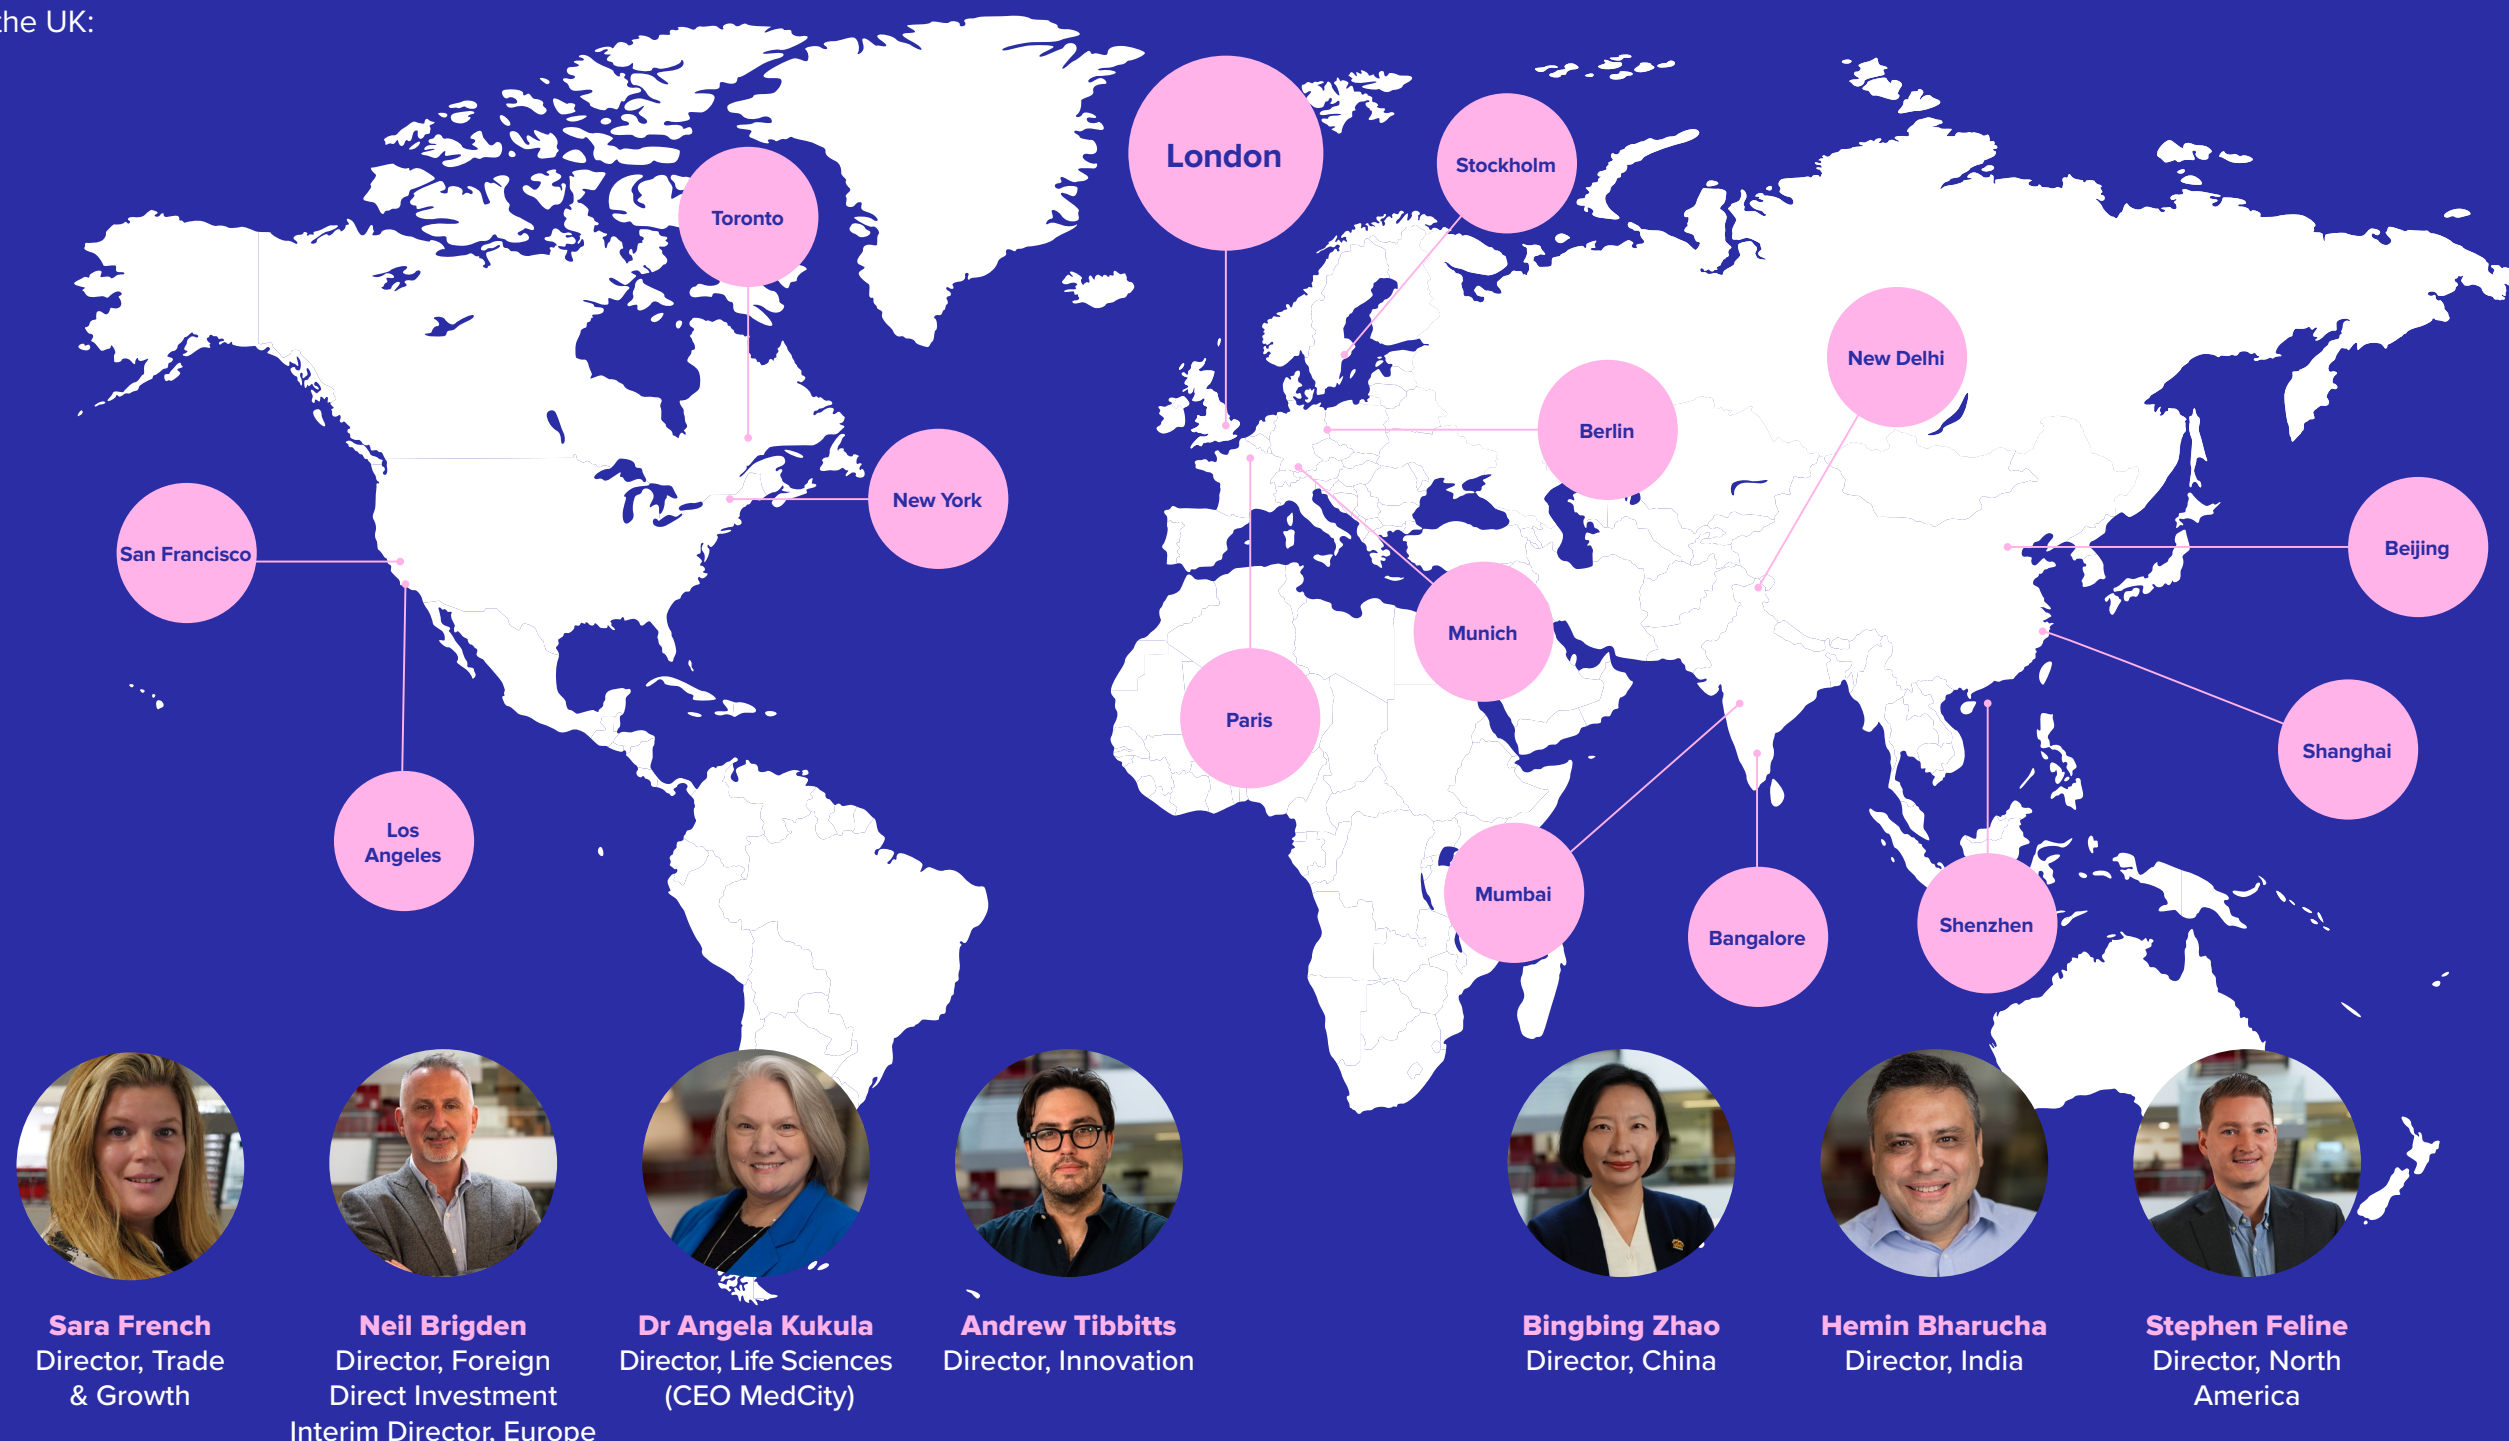 the UK:
London
Stockholm
Toronto
New Delhi
Berlin
New York
San Francisco
Beijing
Munich
Paris
Shanghai
Los
Angeles
Mumbai
Bangalore
Shenzhen
Sara French
Director, Trade
& Growth
Neil Brigden
Director, Foreign
Direct Investment
Interim Director, Europe
Dr Angela Kukula
Director, Life Sciences
(CEO MedCity)
Andrew Tibbitts
Director, Innovation
Bingbing Zhao
Director, China
Hemin Bharucha
Director, India
Stephen Feline
Director, North
America